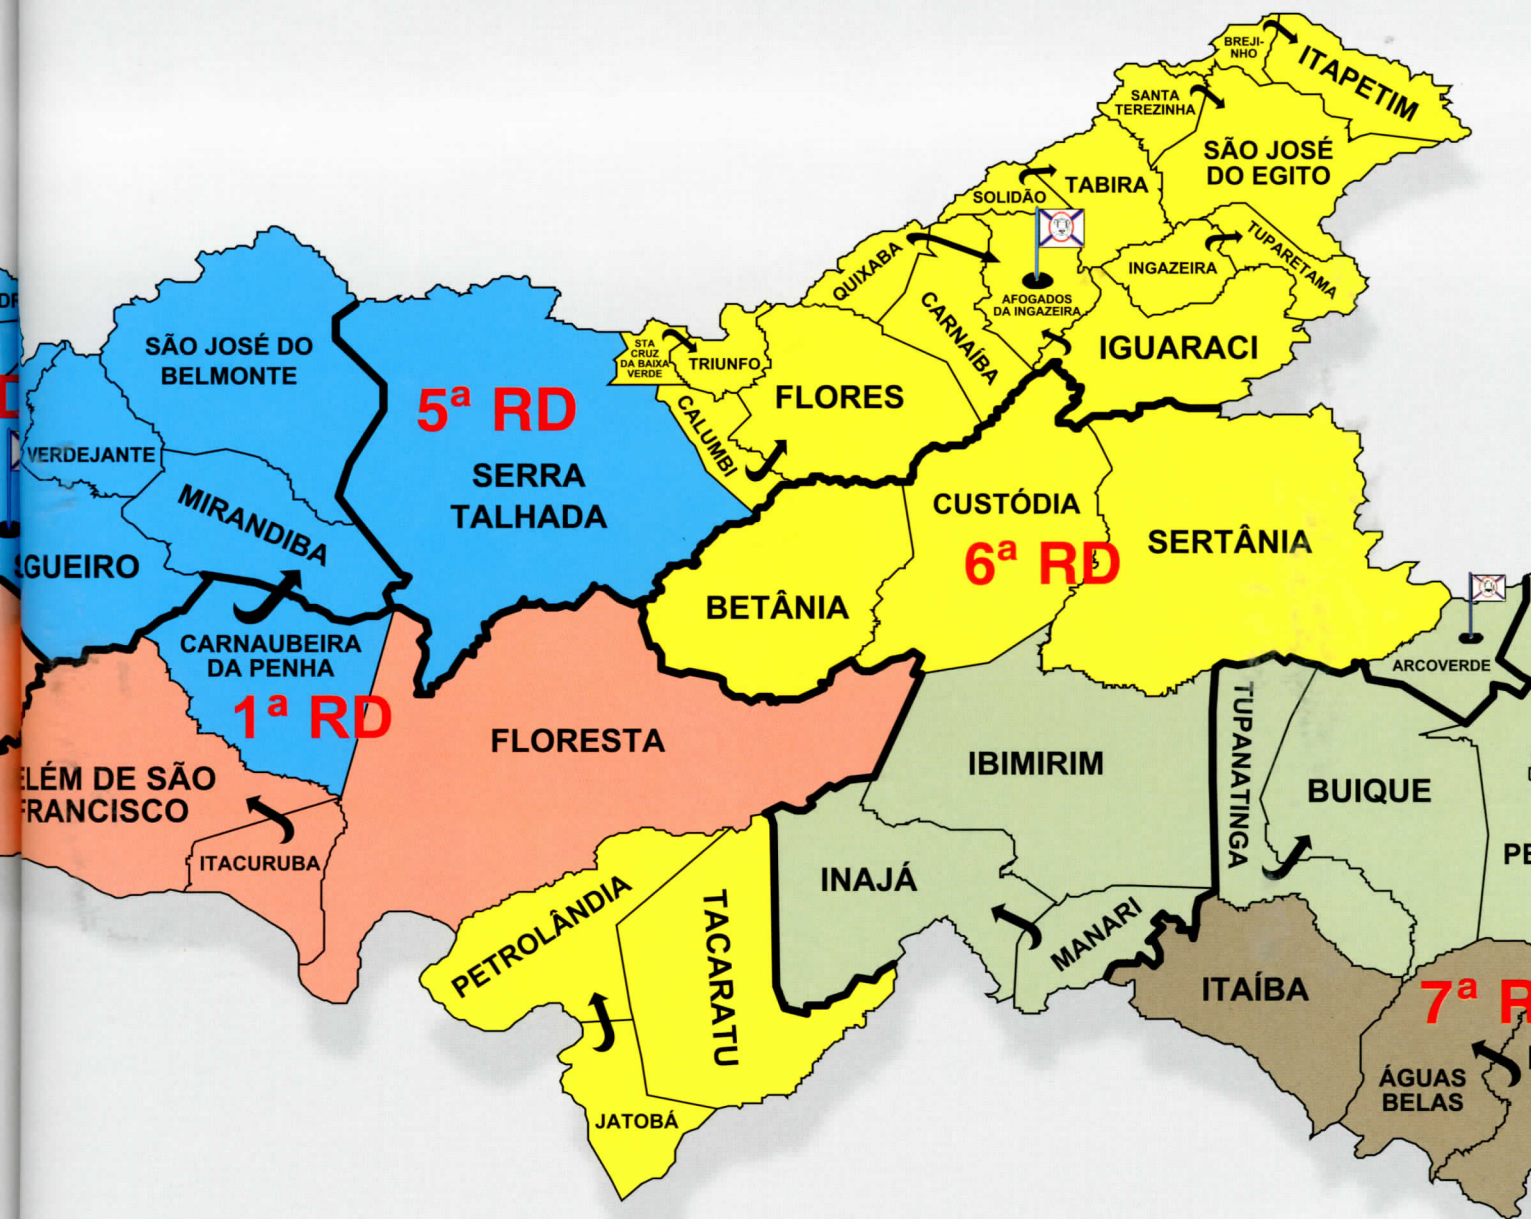 BREJI-
NHO
ITAPETIM
SANTA
TEREZINHA
SÃO JOSÉ
DO EGITO
SOLIDÃO
TABIRA
QUIXABA
INGAZEIRA
TUPARETAMA
AFOGADOS
DA INGAZEIRA
CARNAÍBA
IGUARACI
SÃO JOSÉ DO
BELMONTE
STA
CRUZ
DA BAIXA
VERDE
TRIUNFO
FLORES
CALUMBI
5ª RD
SERRA
TALHADA
VERDEJANTE
MIRANDIBA
GUEIRO
CUSTÓDIA
6ª RD
SERTÂNIA
BETÂNIA
CARNAUBEIRA
DA PENHA
1ª RD
ARCOVERDE
FLORESTA
IBIMIRIM
TUPANATINGA
BUIQUE
ELÉM DE SÃO
FRANCISCO
ITACURUBA
INAJÁ
PE
PETROLÂNDIA
TACARATU
MANARI
ITAÍBA
7ª R
ÁGUAS
BELAS
JATOBÁ